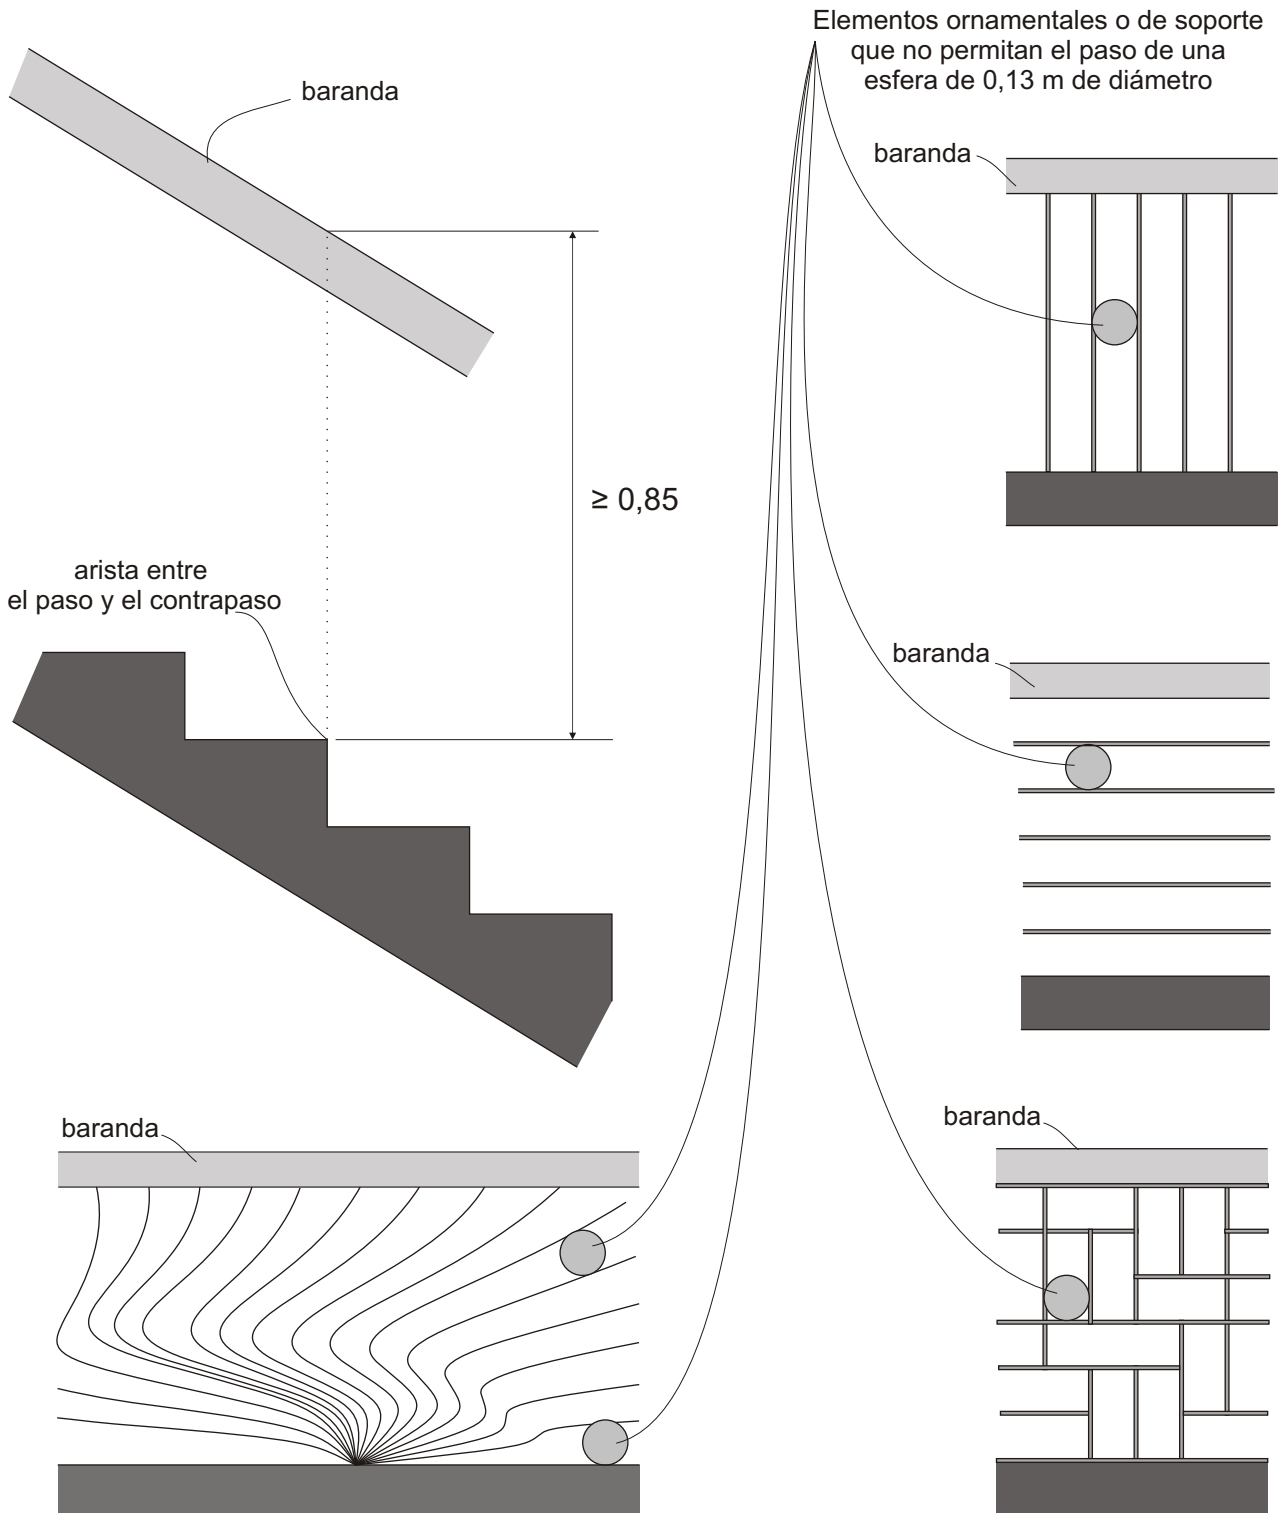 Elementos ornamentales o de soporte
que no permitan el paso de una
esfera de 0,13 m de diámetro
baranda
baranda
≥ 0,85
arista entre
el paso y el contrapaso
baranda
baranda
baranda